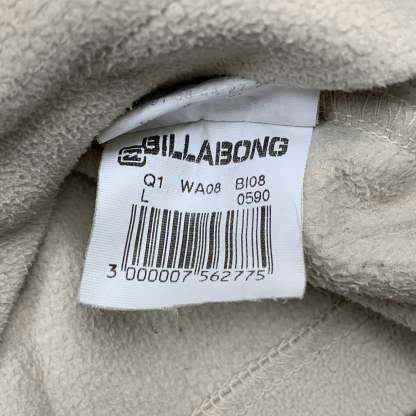 BILLABONG
Q1 WA08 BI08
L 0590
3 000007 562775